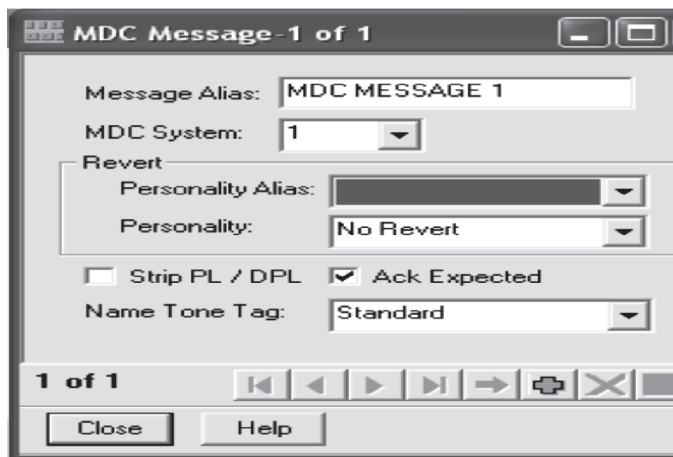 MDC Message-1 of 1
Message Alias: MDC MESSAGE 1
MDC System: 1
Revert
Personality Alias:
Personality: No Revert
Strip PL / DPL Ack Expected
Name Tone Tag: Standard
1 of 1
Close Help